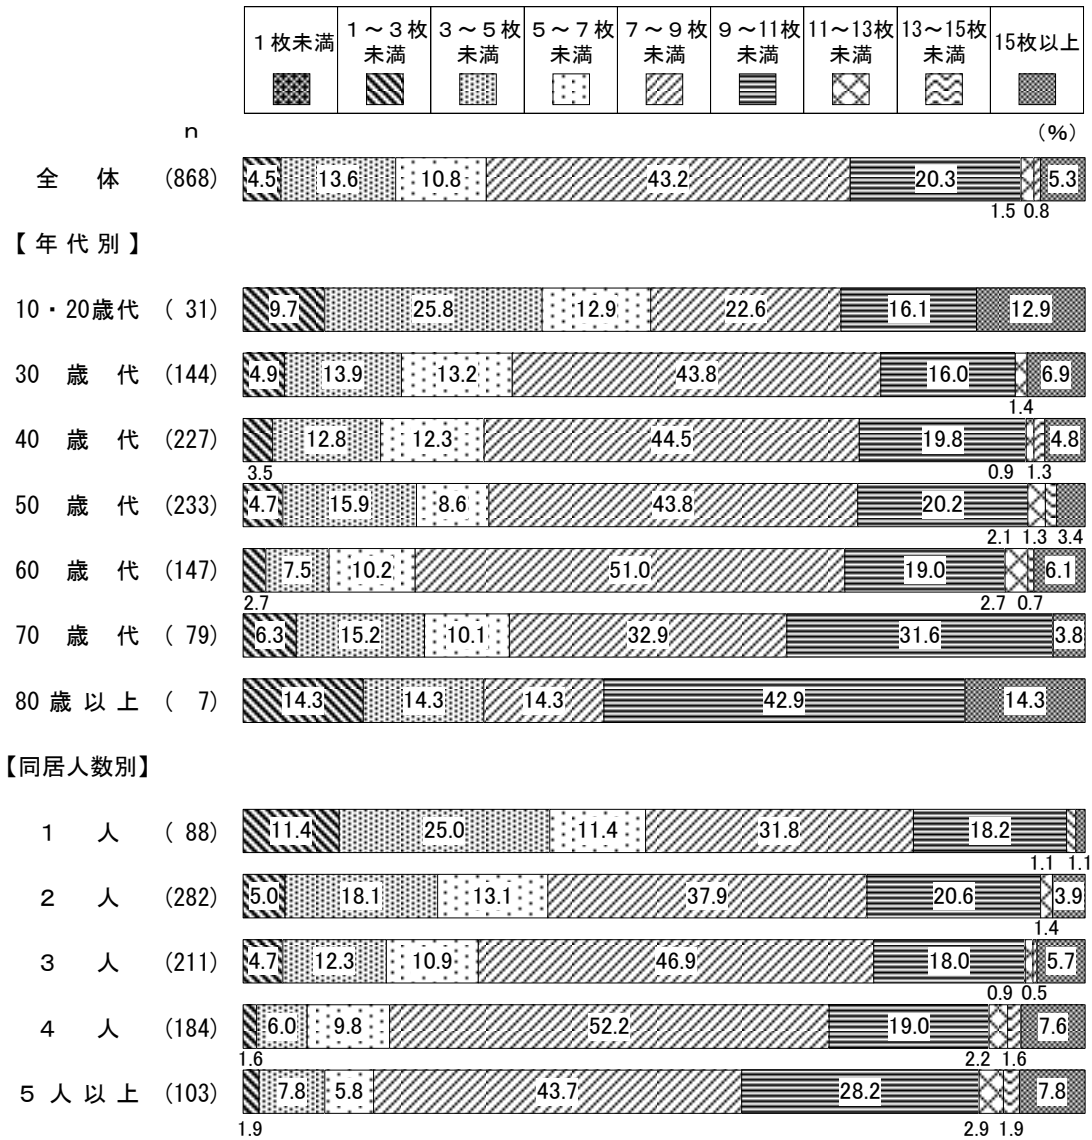 1枚未満 1～3枚未満 3～5枚未満 5～7枚未満 7～9枚未満 9～11枚未満 11～13枚未満 13～15枚未満 15枚以上
n (%)
全体 (868) 4.5 13.6 10.8 43.2 20.3 5.3
1.5 0.8
【年代別】
10・20歳代 ( 31) 9.7 25.8 12.9 22.6 16.1 12.9
30歳代 (144) 4.9 13.9 13.2 43.8 16.0 6.9
1.4
40歳代 (227) 12.8 12.3 44.5 19.8 4.8
3.5 0.9 1.3
50歳代 (233) 4.7 15.9 8.6 43.8 20.2
2.1 1.3 3.4
60歳代 (147) 7.5 10.2 51.0 19.0 6.1
2.7 2.7 0.7
70歳代 ( 79) 6.3 15.2 10.1 32.9 31.6 3.8
80歳以上 ( 7) 14.3 14.3 14.3 42.9 14.3
【同居人数別】
1人 ( 88) 11.4 25.0 11.4 31.8 18.2
1.1 1.1
2人 (282) 5.0 18.1 13.1 37.9 20.6 3.9
1.4
3人 (211) 4.7 12.3 10.9 46.9 18.0 5.7
0.9 0.5
4人 (184) 6.0 9.8 52.2 19.0 7.6
1.6 2.2 1.6
5人以上 (103) 7.8 5.8 43.7 28.2 7.8
1.9 2.9 1.9